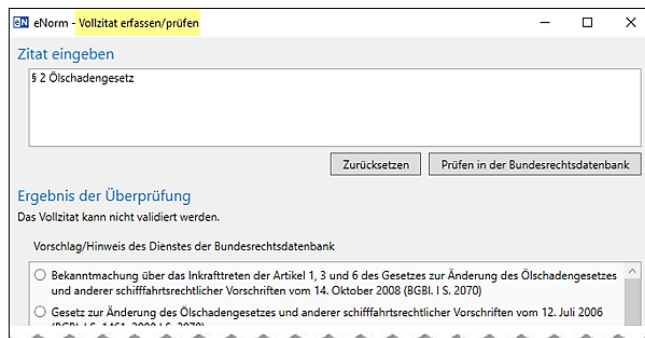 eN eNorm - Vollzitat erfassen/prüfen
Zitat eingeben
§ 2 Ölschadengesetz
Zurücksetzen Prüfen in der Bundesrechtsdatenbank
Ergebnis der Überprüfung
Das Vollzitat kann nicht validiert werden.
Vorschlag/Hinweis des Dienstes der Bundesrechtsdatenbank
Bekanntmachung über das Inkrafttreten der Artikel 1, 3 und 6 des Gesetzes zur Änderung des Ölschadengesetzes
und anderer schifffahrtsrechtlicher Vorschriften vom 14. Oktober 2008 (BGBl. I S. 2070)
Gesetz zur Änderung des Ölschadengesetzes und anderer schifffahrtsrechtlicher Vorschriften vom 12. Juli 2006